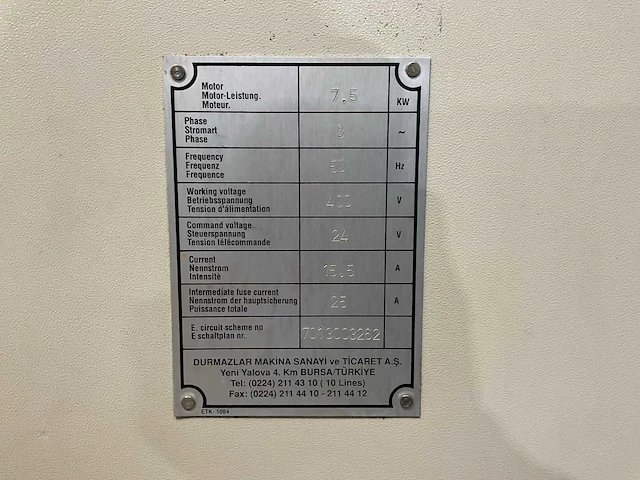 Motor
Motor-Leistung.
Moteur.
7.5
KW
Phase
Stromart
Phase
3
~
Frequency
Frequenz
Frequence
50
Hz
Working voltage
Betriebsspannung
Tension d'âlimentation
400
V
Command voltage
Steuerspannung
Tension télécommande
24
V
Current
Nennstrom
Intensité
15.5
A
Intermediate fuse current
Nennstrom der hauptsicherung
Puissance totale
25
A
E. circuit scheme no
E schaltplan nr.
7013003262
DURMAZLAR MAKİNA SANAYİ ve TİCARET A.Ş.
Yeni Yalova 4. Km BURSA/TÜRKİYE
Tel: (0224) 211 43 10 ( 10 Lines)
Fax: (0224) 211 44 10 - 211 44 12
ETK-1004